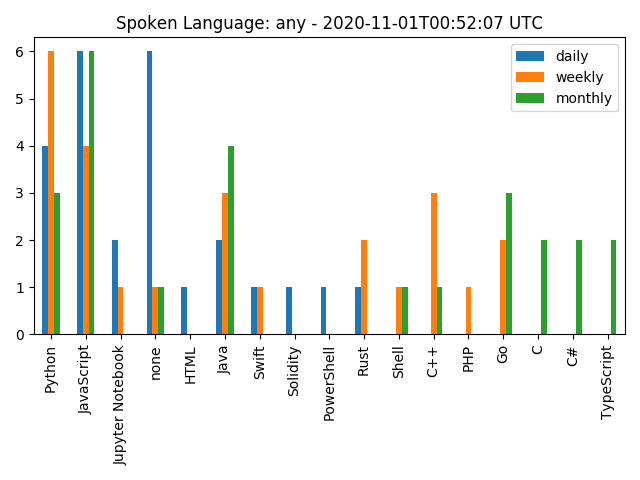 Spoken Language: any - 2020-11-01T00:52:07 UTC
daily
weekly
monthly
6
5
4
3
2
1
0
Python
JavaScript
Jupyter Notebook
none
HTML
Java
Swift
Solidity
PowerShell
Rust
Shell
C++
PHP
Go
C
C#
TypeScript